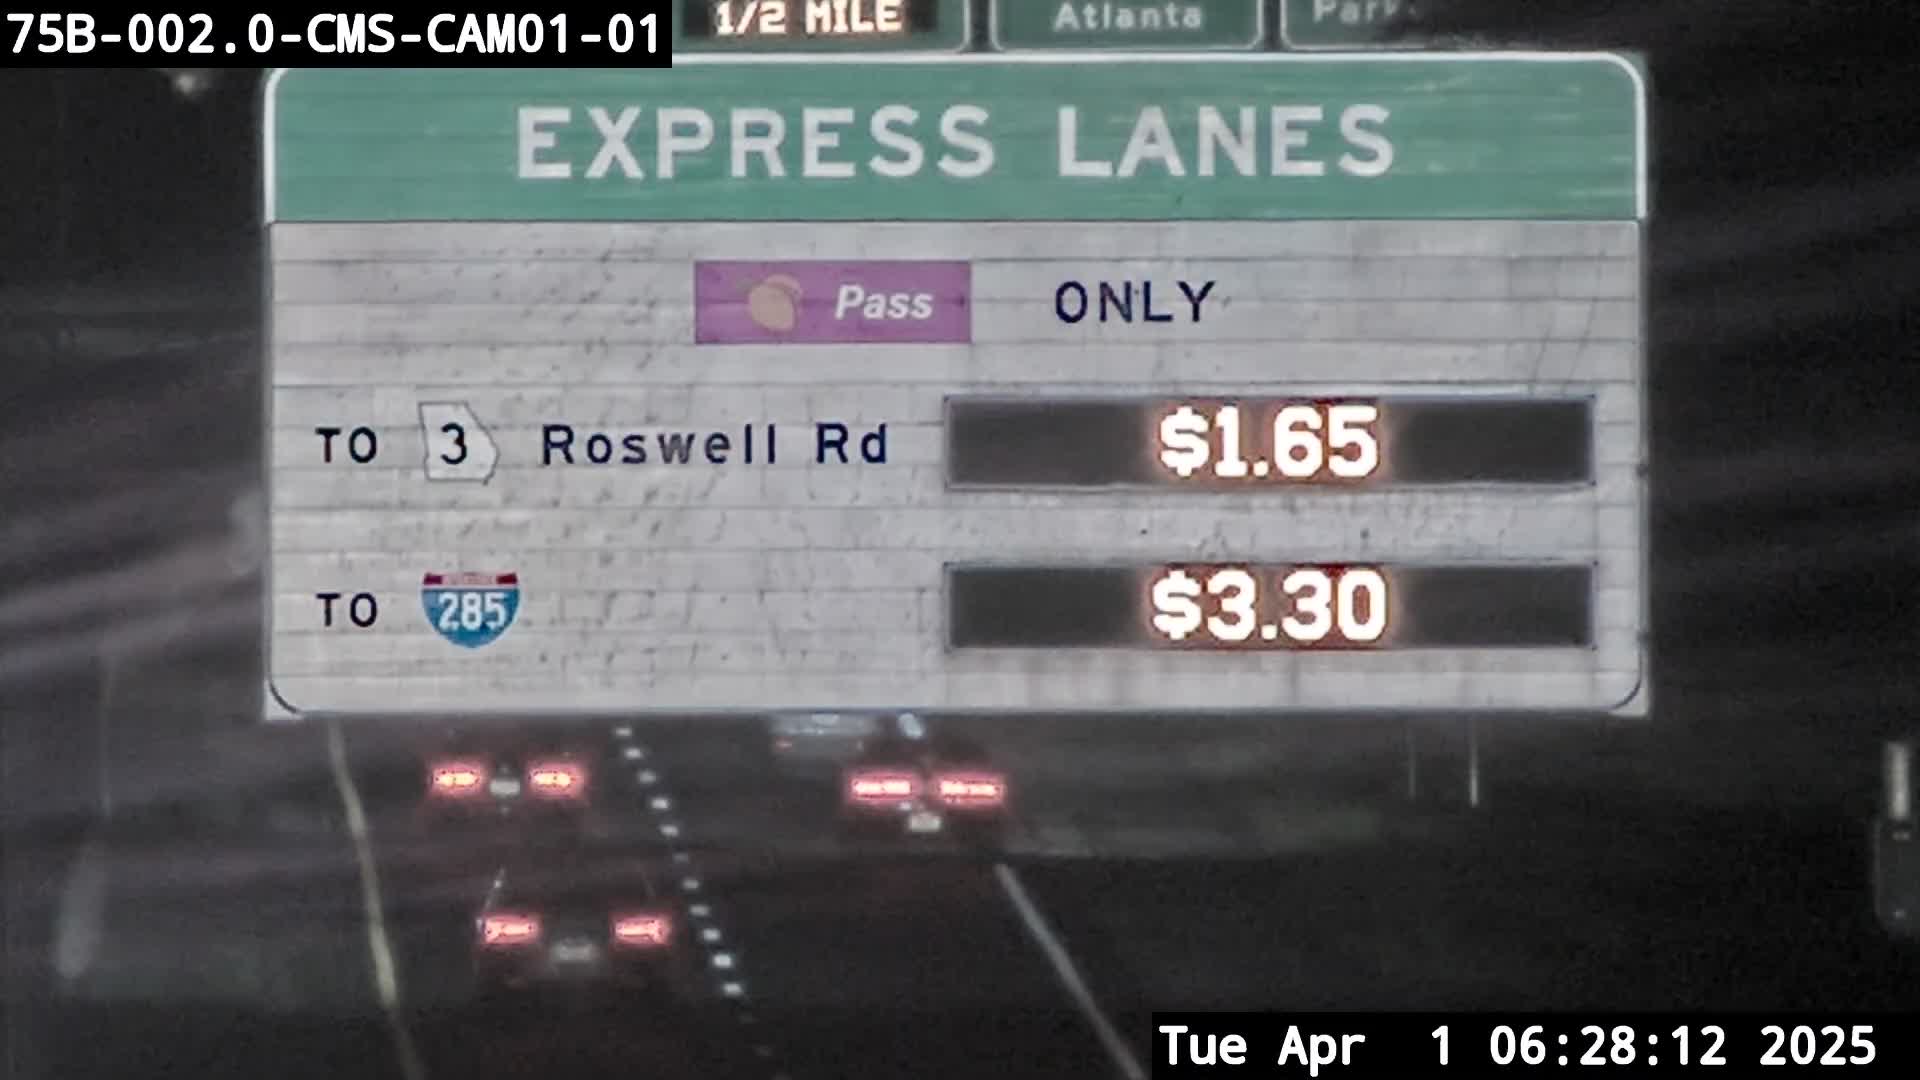 75B-002.0-CMS-CAM01-01
1/2 MILE
Atlanta
EXPRESS LANES
Pass ONLY
TO 3 Roswell Rd $1.65
TO INTERSTATE 285 $3.30
Tue Apr 1 06:28:12 2025